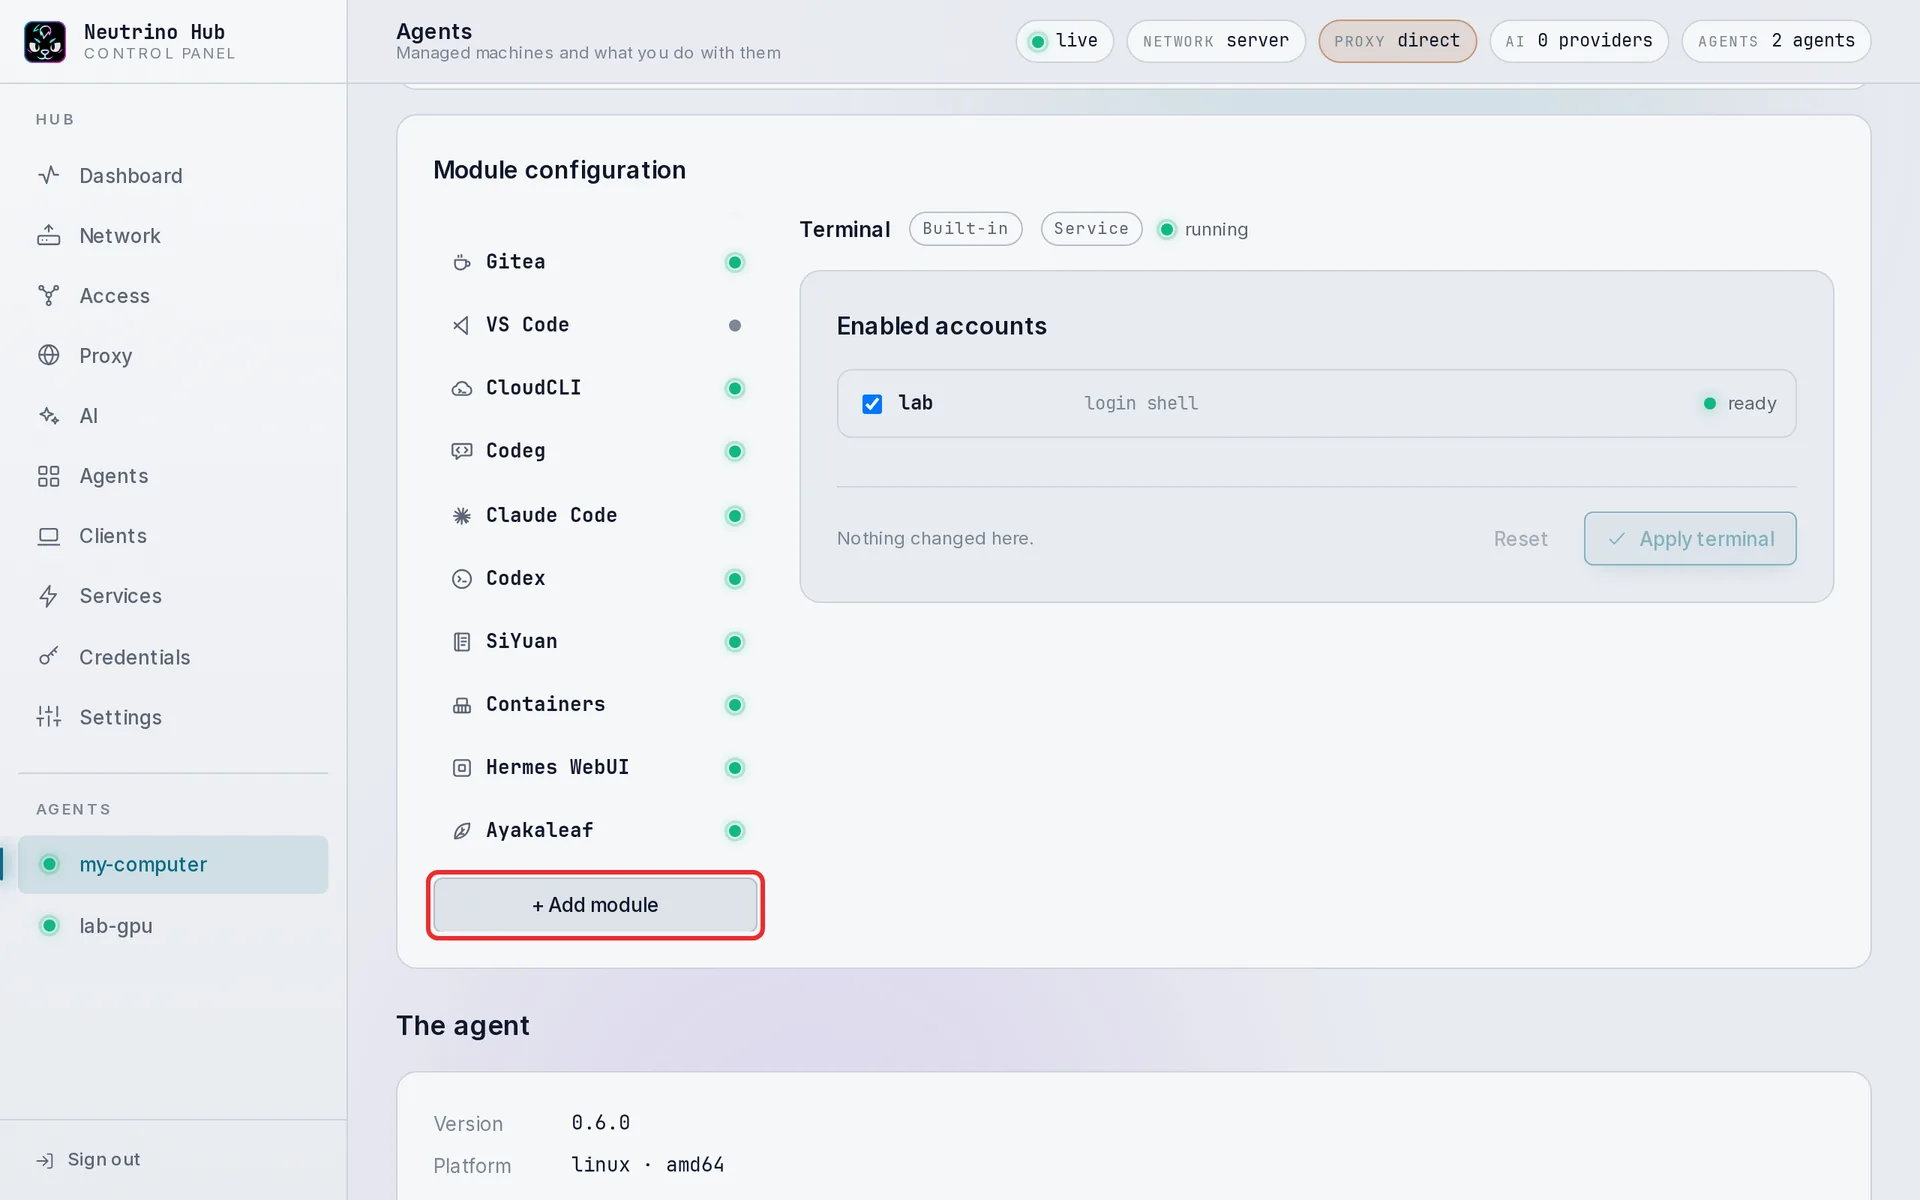 Neutrino Hub
CONTROL PANEL
Agents
Managed machines and what you do with them
live
NETWORK server
PROXY direct
AI 0 providers
AGENTS 2 agents
HUB
Dashboard
Network
Access
Proxy
AI
Agents
Clients
Services
Credentials
Settings
AGENTS
my-computer
lab-gpu
Sign out
Module configuration
Gitea
VS Code
CloudCLI
Codeg
Claude Code
Codex
SiYuan
Containers
Hermes WebUI
Ayakaleaf
+ Add module
Terminal Built-in Service running
Enabled accounts
lab login shell ready
Nothing changed here. Reset Apply terminal
The agent
Version 0.6.0
Platform linux · amd64